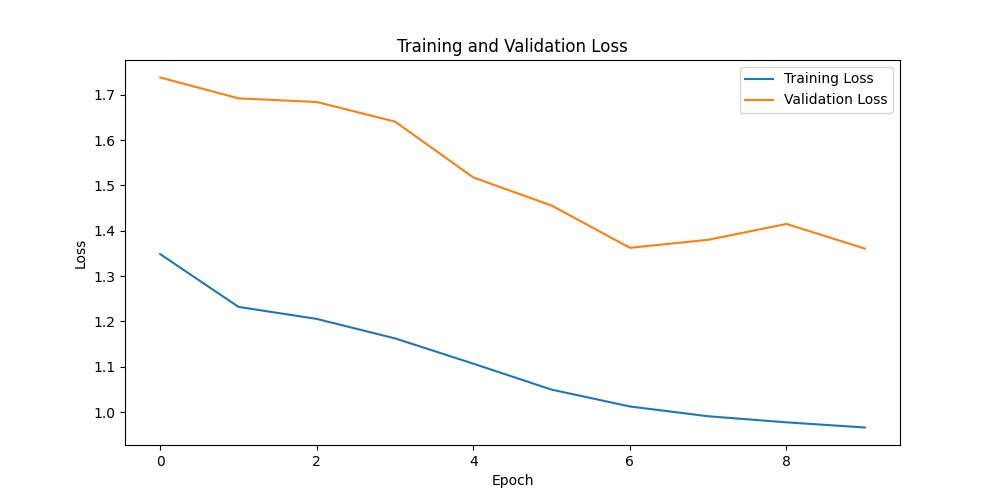 Training and Validation Loss
Training Loss
Validation Loss
1.7
1.6
1.5
1.4
1.3
1.2
1.1
1.0
Loss
0 2 4 6 8
Epoch